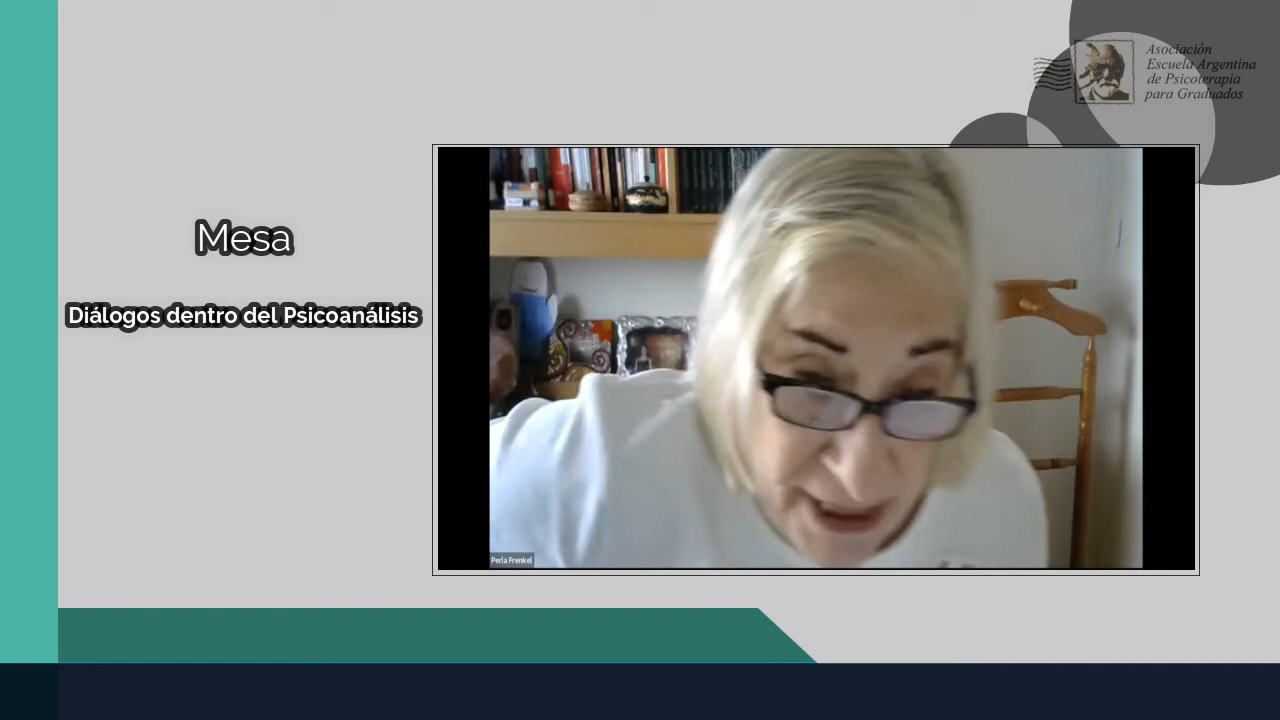 Asociación
Escuela Argentina
de Psicoterapia
para Graduados
Mesa
Diálogos dentro del Psicoanálisis
Perla Frenkel